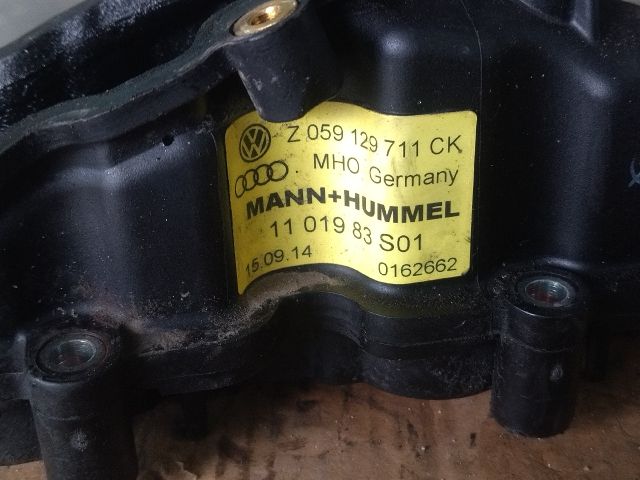 Z 059 129 711 CK
MHO Germany
MANN+HUMMEL
11 019 83 S01
15.09.14 0162662